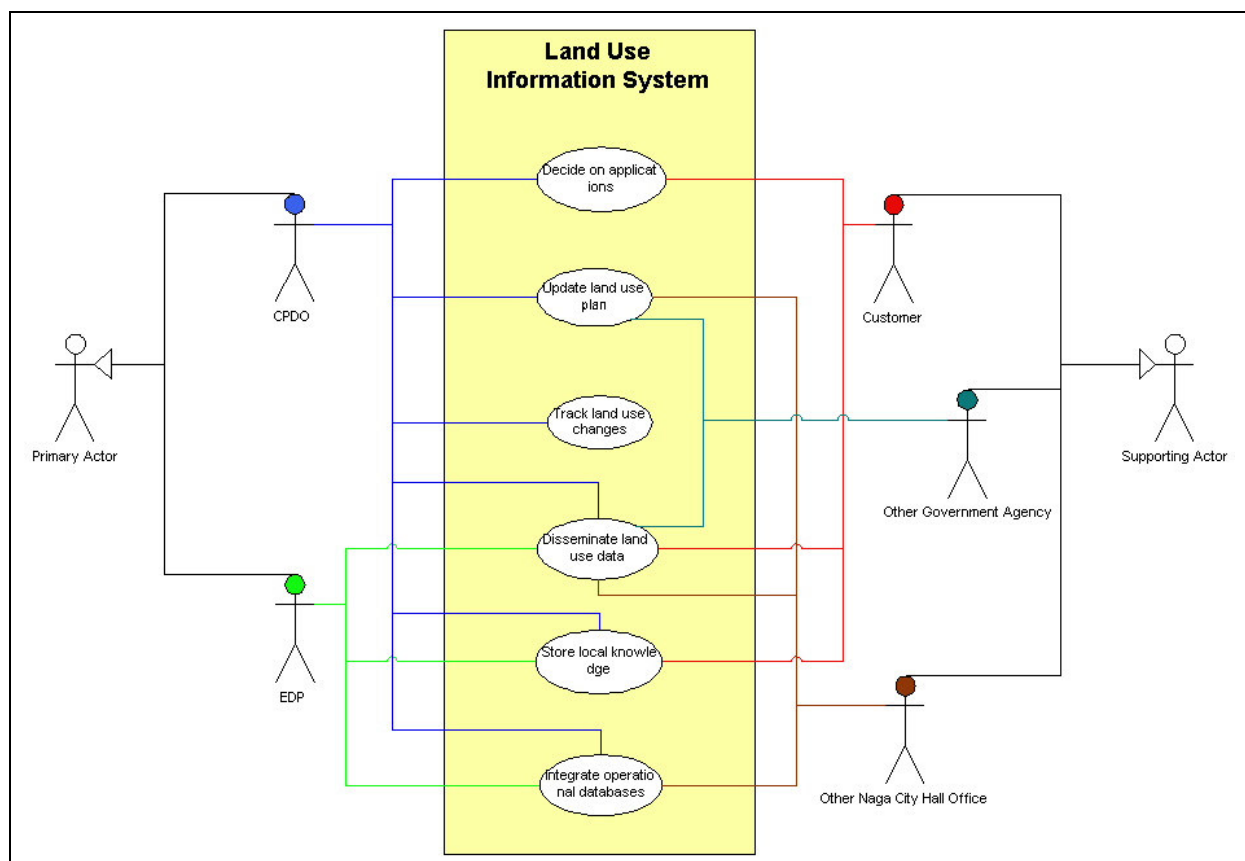 Land Use
Information System
Decide on applicat
ions
CPDO
Customer
Update land use
plan
Primary Actor
Supporting Actor
Track land use
changes
Other Government Agency
Disseminate land
use data
Store local knowle
dge
EDP
Integrate operatio
nal databases
Other Naga City Hall Office